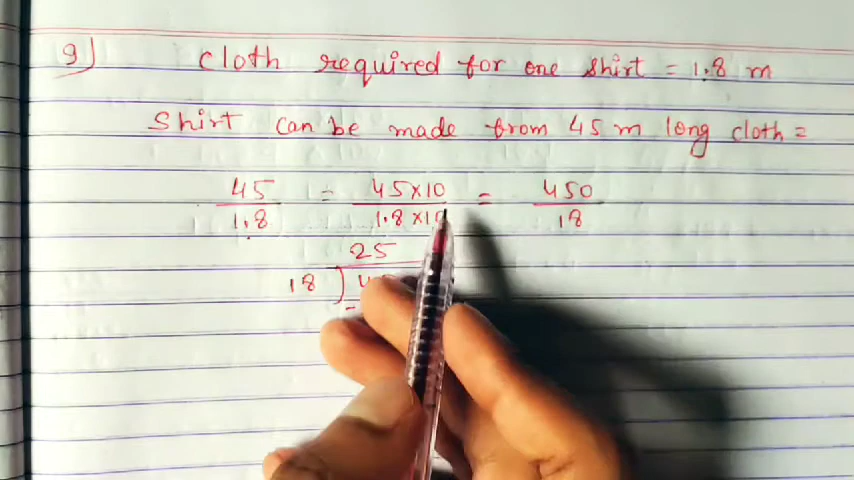 9) Cloth required for one shirt = 1.8 m
Shirt can be made from 45 m long cloth =
45/1.8 = 45×10/1.8×10 = 450/18
25
18